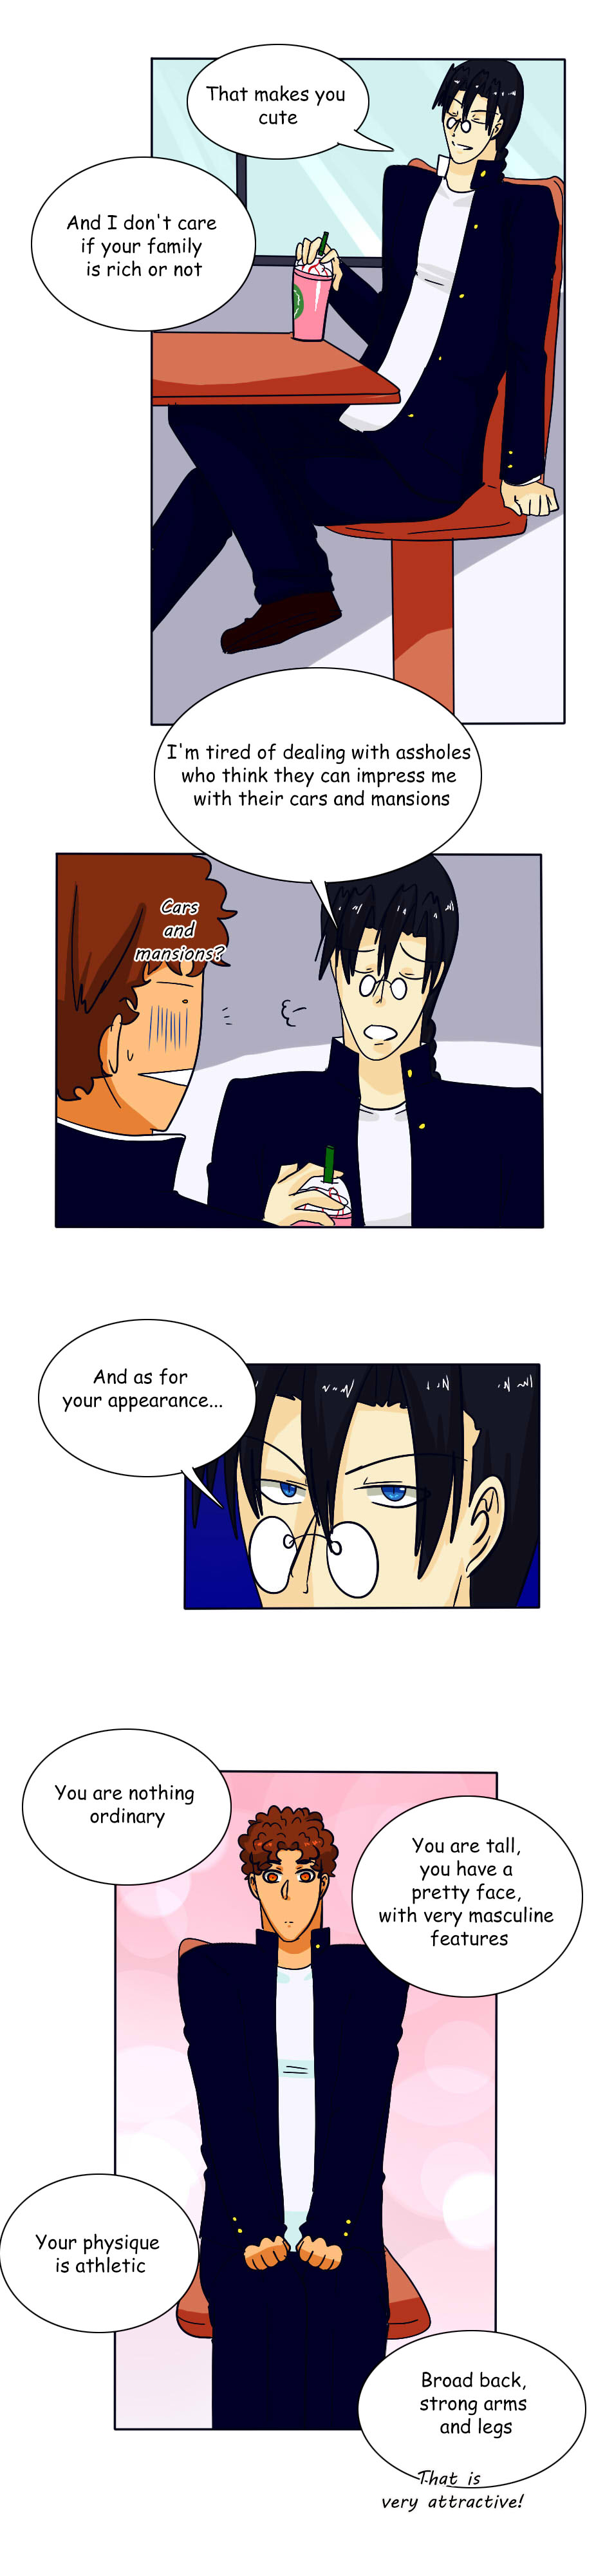 That makes you
cute
And I don't care
if your family
is rich or not
I'm tired of dealing with assholes
who think they can impress me
with their cars and mansions
Cars
and
mansions?
And as for
your appearance...
You are nothing
ordinary
You are tall,
you have a
pretty face,
with very masculine
features
Your physique
is athletic
Broad back,
strong arms
and legs
That is
very attractive!